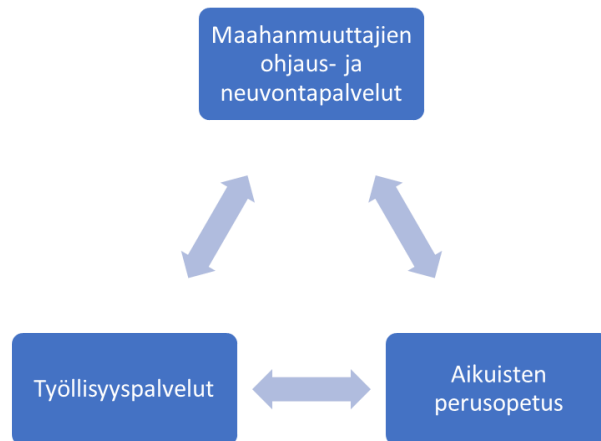 Maahanmuuttajien
ohjaus- ja
neuvontapalvelut
Työllisyyspalvelut
Aikuisten
perusopetus